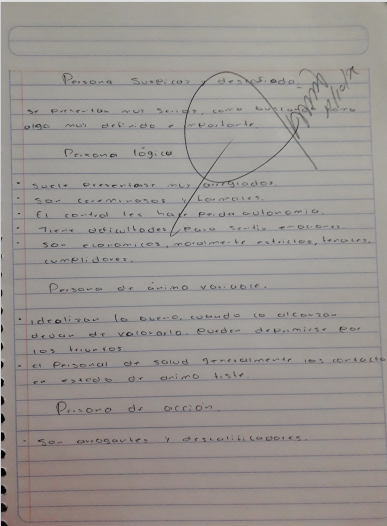 Persona Suspicaz y desconfiada.
Se presentan muy serios, como buscando para
algo muy definido e importante.
Persona lógica
• Suele presentarse muy arreglados.
• Son ceremoniosos y formales.
• El control les hace perder autonomía.
• Tiene dificultades para sentir emociones.
• Son económicos, moralmente estrictos, tenaces,
cumplidores.
Persona de ánimo variable.
• idealizan lo bueno, cuando lo alcanzan
dejan de valorarlo. Pueden deprimirse por
los triunfos.
• el personal de salud generalmente los contacta
en estado de ánimo triste.
Persona de acción.
• Son arrogantes y descalificadores.